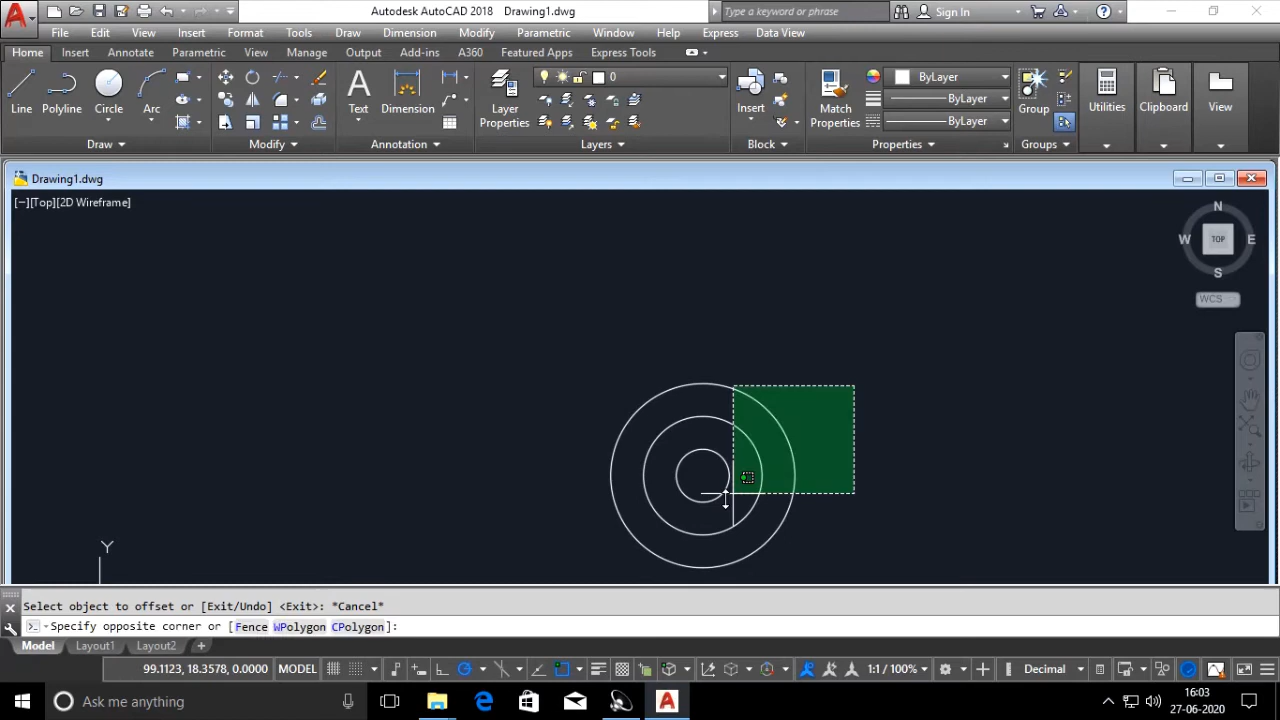 Autodesk AutoCAD 2018 Drawing1.dwg Type a keyword or phrase Sign In
File Edit View Insert Format Tools Draw Dimension Modify Parametric Window Help Express Data View
Home Insert Annotate Parametric View Manage Output Add-ins A360 Featured Apps Express Tools
0 ByLayer
Line Polyline Circle Arc Text Dimension Layer Properties Insert Match Properties ByLayer Group Utilities Clipboard View
ByLayer
Draw Modify Annotation Layers Block Properties Groups
Drawing1.dwg
[−][Top][2D Wireframe]
N
W TOP E
S
WCS
Y
Select object to offset or [Exit/Undo] <Exit>: *Cancel*
Specify opposite corner or [Fence WPolygon CPolygon]:
Model Layout1 Layout2 +
99.1123, 18.3578, 0.0000 MODEL 1:1 / 100% Decimal
Ask me anything
16:03
27-06-2020